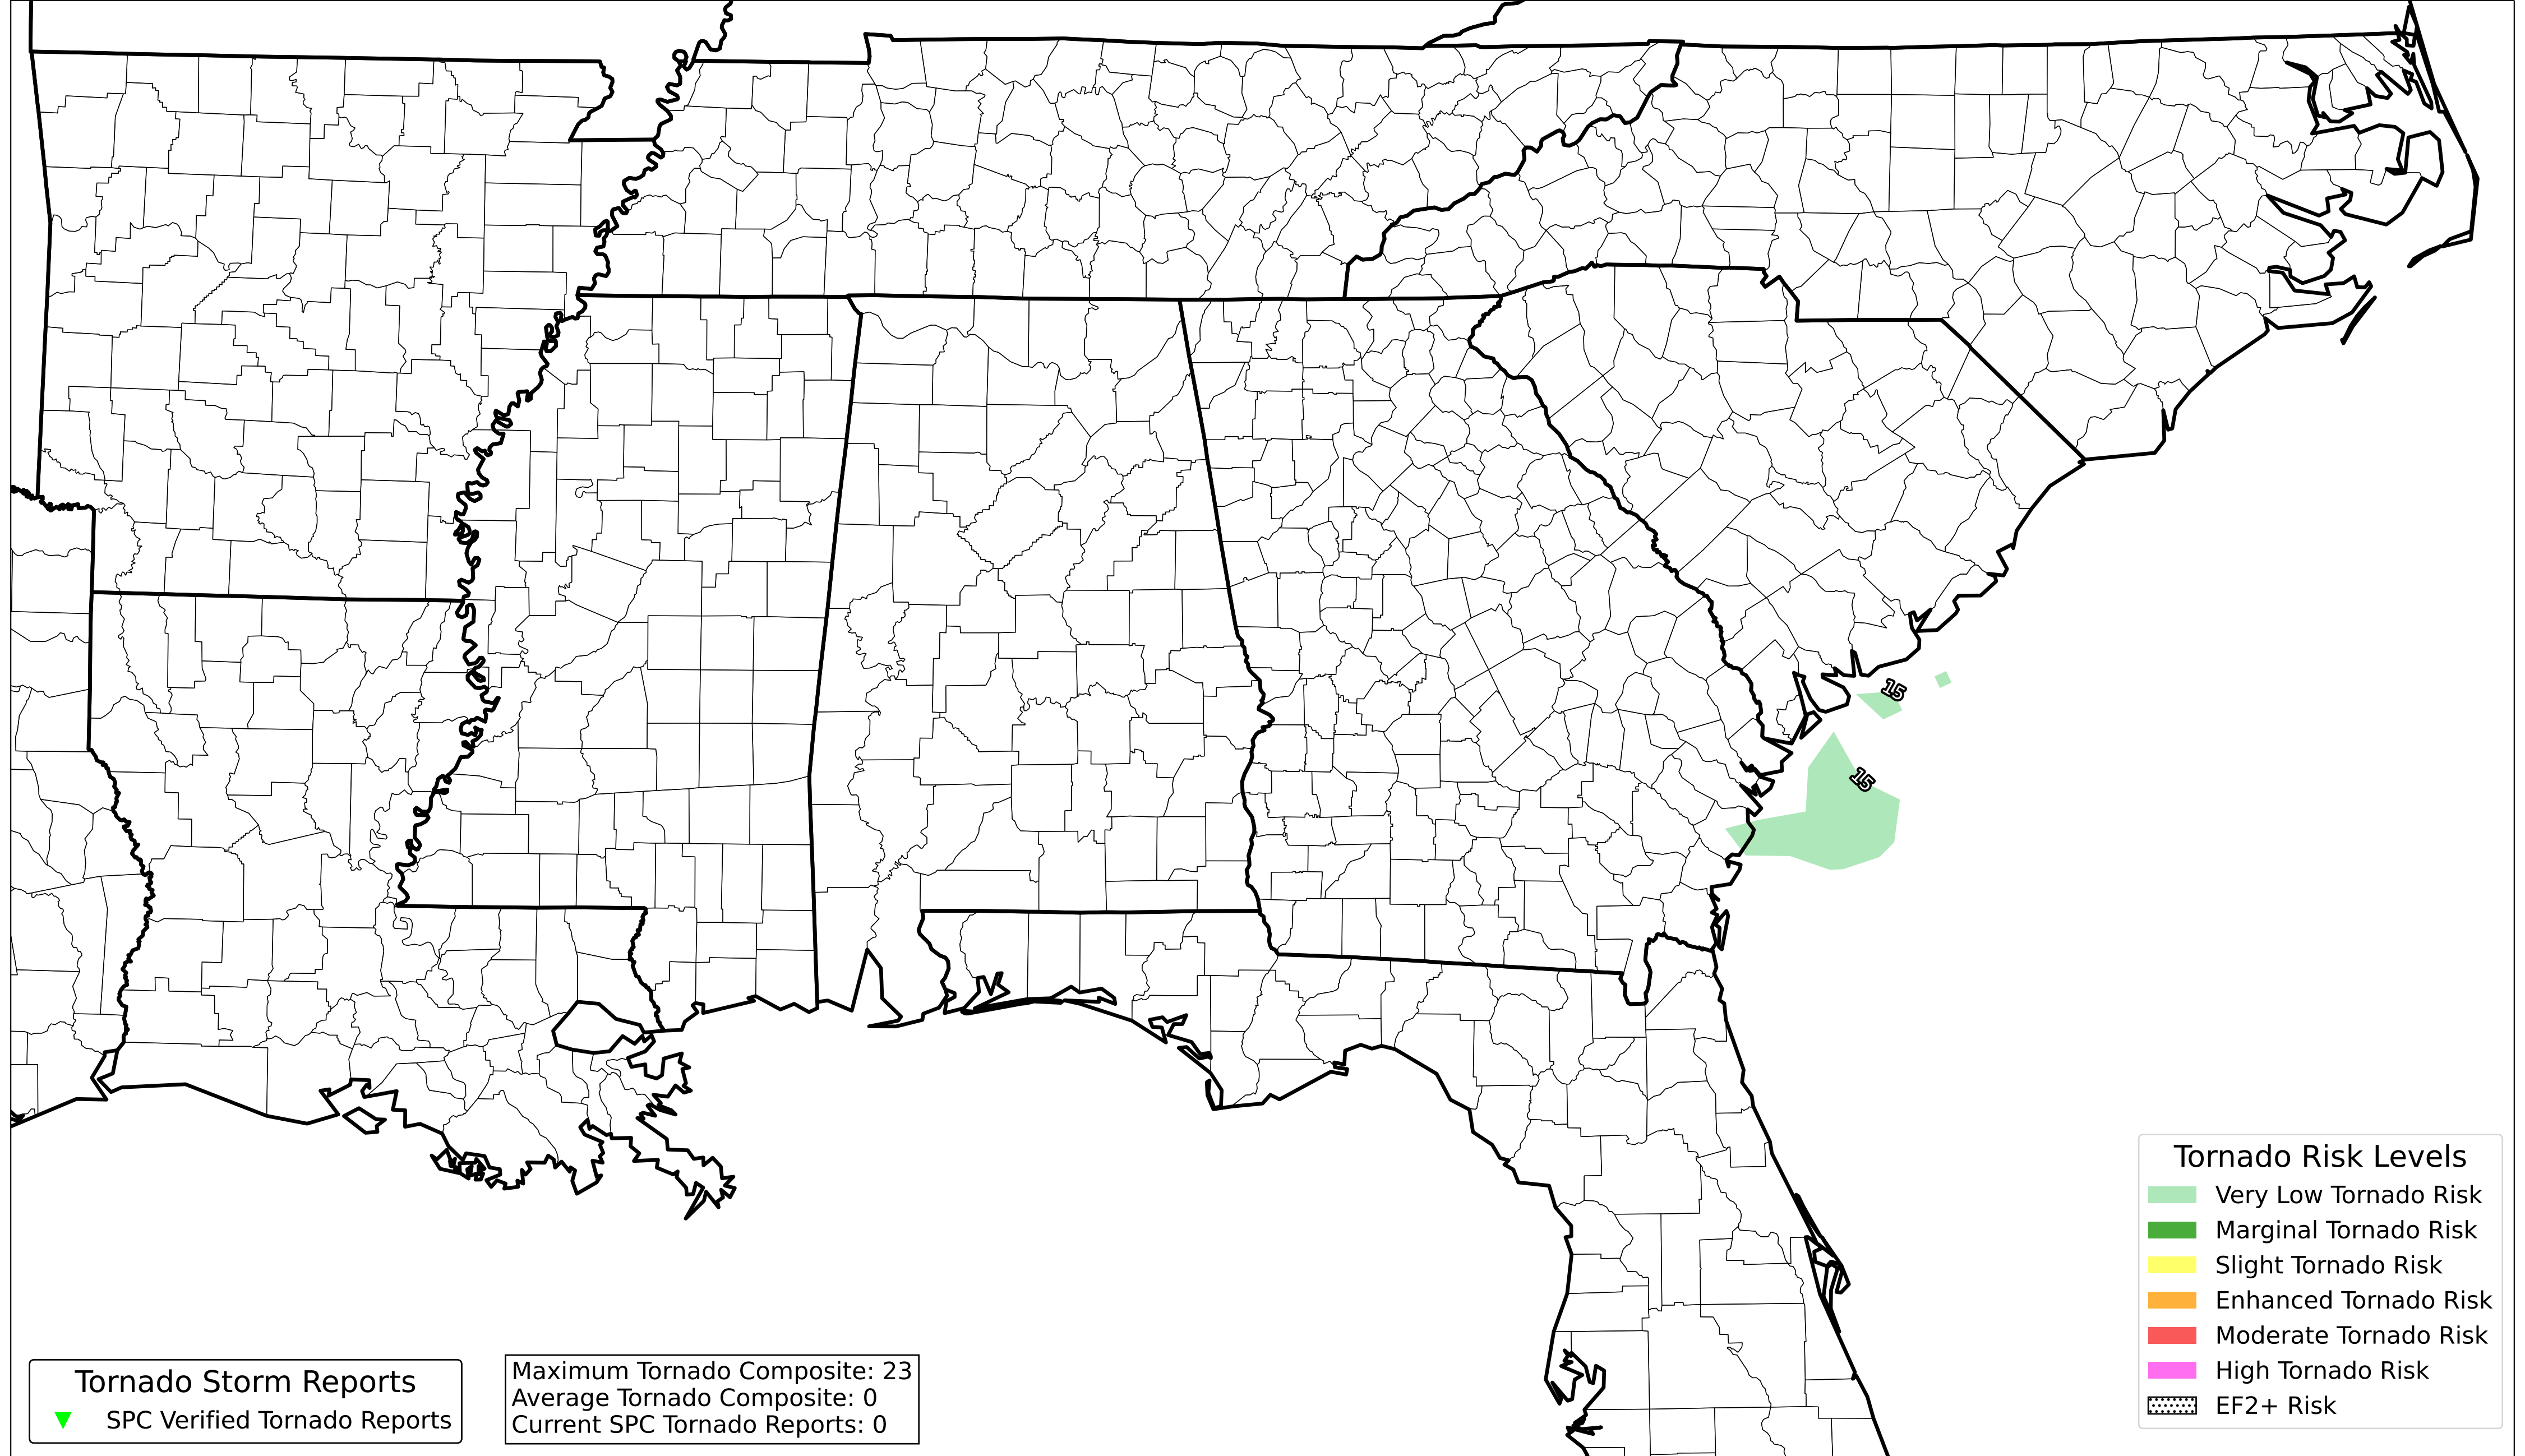 15
15
Tornado Risk Levels
Very Low Tornado Risk
Marginal Tornado Risk
Slight Tornado Risk
Enhanced Tornado Risk
Moderate Tornado Risk
High Tornado Risk
EF2+ Risk
Tornado Storm Reports
SPC Verified Tornado Reports
Maximum Tornado Composite: 23
Average Tornado Composite: 0
Current SPC Tornado Reports: 0